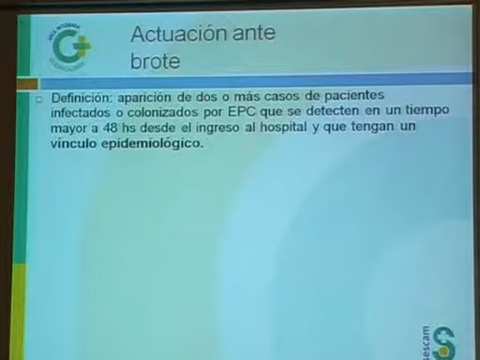 Actuación ante
brote
Definición: aparición de dos o más casos de pacientes
infectados o colonizados por EPC que se detecten en un tiempo
mayor a 48 hs desde el ingreso al hospital y que tengan un
vínculo epidemiológico.
sescam